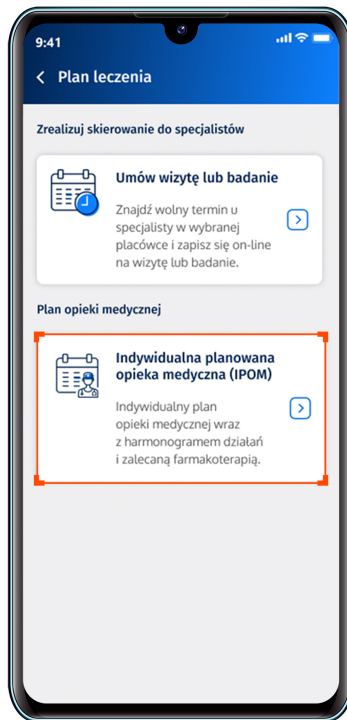 9:41
Plan leczenia
Zrealizuj skierowanie do specjalistów
Umów wizytę lub badanie
Znajdź wolny termin u
specjalisty w wybranej
placówce i zapisz się on-line
na wizytę lub badanie.
Plan opieki medycznej
Indywidualna planowana
opieka medyczna (IPOM)
Indywidualny plan
opieki medycznej wraz
z harmonogramem działań
i zalecaną farmakoterapią.